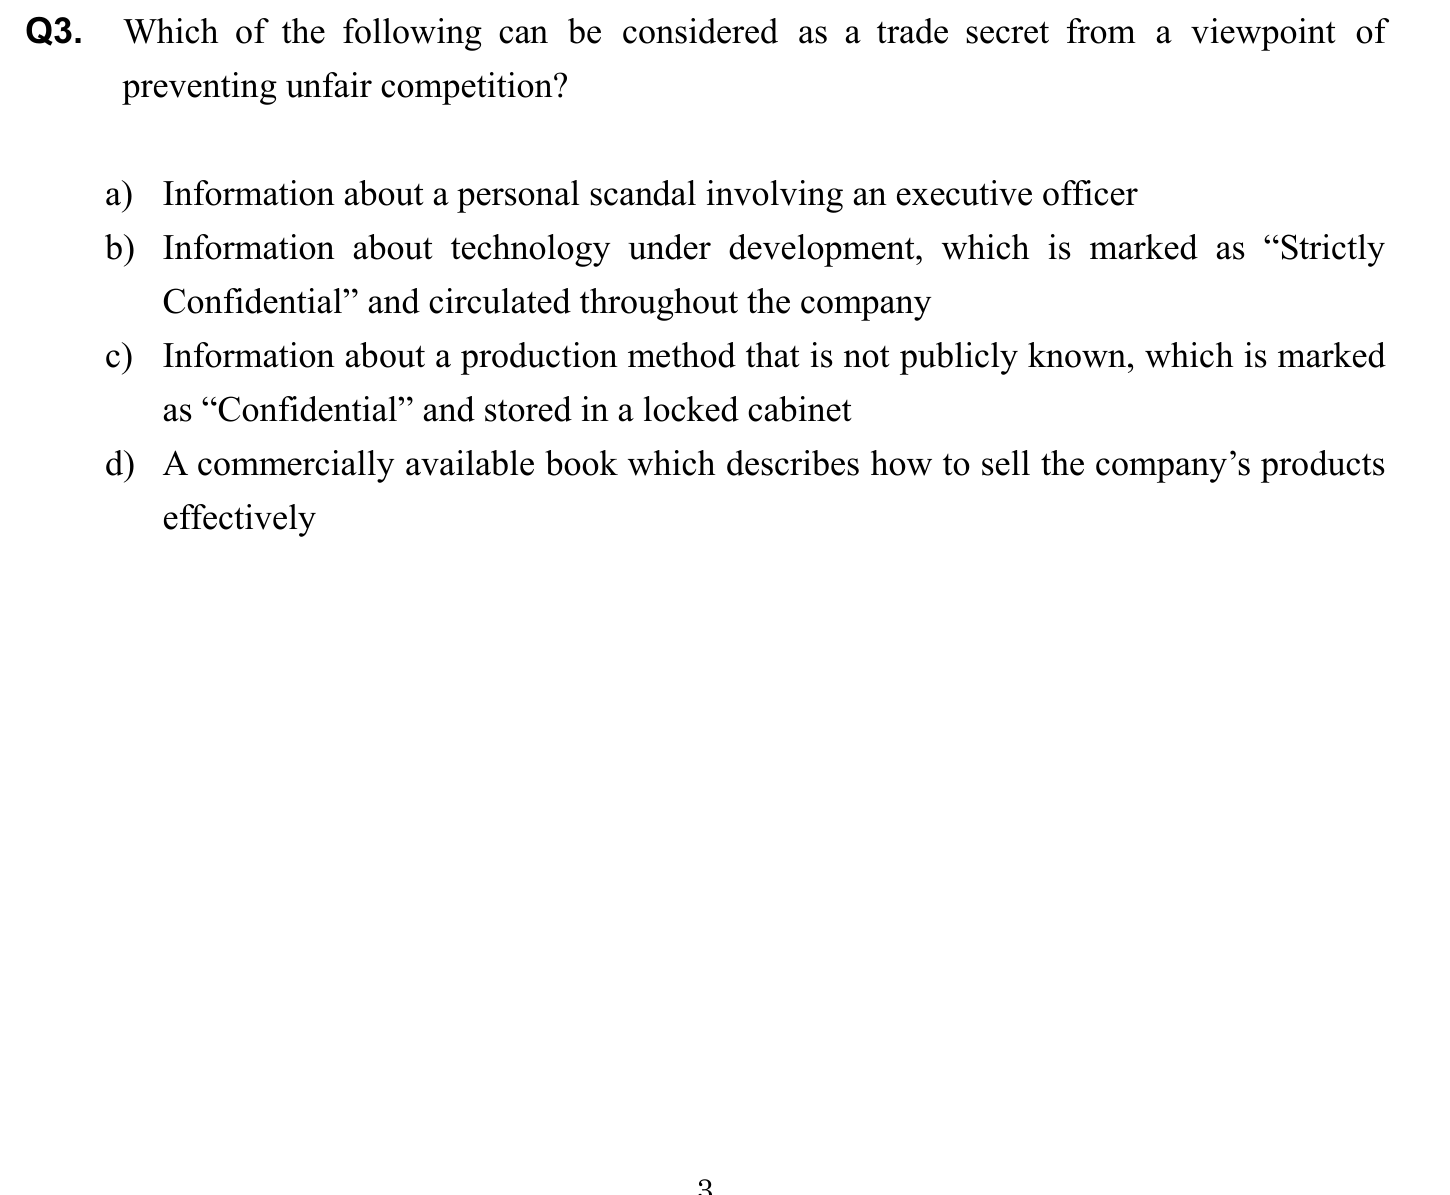 Q3. Which of the following can be considered as a trade secret from a viewpoint of
preventing unfair competition?
a) Information about a personal scandal involving an executive officer
b) Information about technology under development, which is marked as “Strictly
Confidential” and circulated throughout the company
c) Information about a production method that is not publicly known, which is marked
as “Confidential” and stored in a locked cabinet
d) A commercially available book which describes how to sell the company’s products
effectively
3